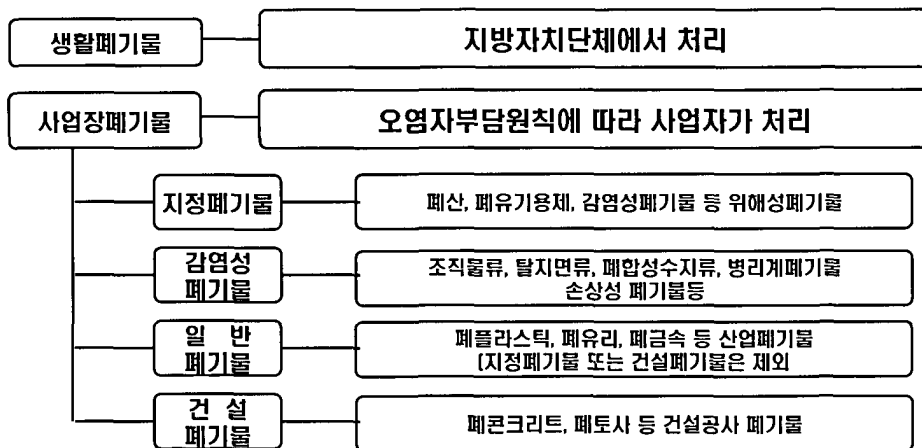 생활폐기물
지방자치단체에서 처리
사업장폐기물
오염자부담원칙에 따라 사업자가 처리
지정폐기물
폐산, 폐유기용제, 감염성폐기물 등 위해성폐기물
감염성
폐기물
조직물류, 탈지면류, 폐합성수지류, 병리계폐기물
손상성 폐기물등
일 반
폐기물
폐플라스틱, 폐유리, 폐금속 등 산업폐기물
(지정폐기물 또는 건설폐기물은 제외
건 설
폐기물
폐콘크리트, 폐토사 등 건설공사 폐기물